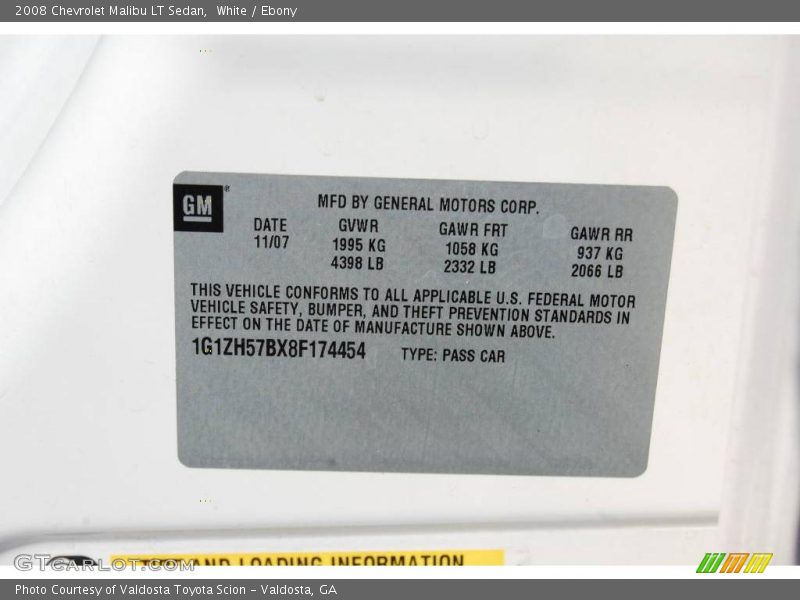 2008 Chevrolet Malibu LT Sedan, White / Ebony
GM®
MFD BY GENERAL MOTORS CORP.
DATE GVWR GAWR FRT GAWR RR
11/07 1995 KG 1058 KG 937 KG
4398 LB 2332 LB 2066 LB
THIS VEHICLE CONFORMS TO ALL APPLICABLE U.S. FEDERAL MOTOR
VEHICLE SAFETY, BUMPER, AND THEFT PREVENTION STANDARDS IN
EFFECT ON THE DATE OF MANUFACTURE SHOWN ABOVE.
1G1ZH57BX8F174454 TYPE: PASS CAR
AND LOADING INFORMATION
GTCARLOT.COM
Photo Courtesy of Valdosta Toyota Scion - Valdosta, GA